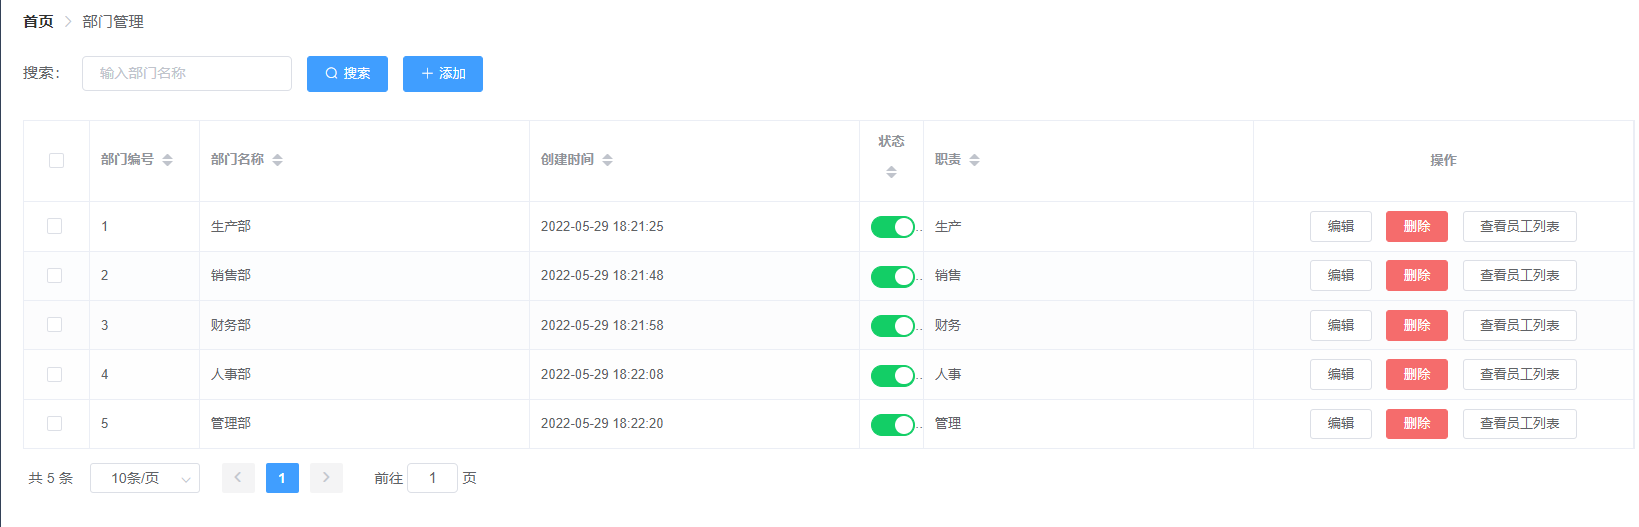 首页 > 部门管理
搜索： 输入部门名称 搜索 + 添加
部门编号 部门名称 创建时间 状态 职责 操作
1 生产部 2022-05-29 18:21:25 .. 生产 编辑 删除 查看员工列表
2 销售部 2022-05-29 18:21:48 .. 销售 编辑 删除 查看员工列表
3 财务部 2022-05-29 18:21:58 .. 财务 编辑 删除 查看员工列表
4 人事部 2022-05-29 18:22:08 .. 人事 编辑 删除 查看员工列表
5 管理部 2022-05-29 18:22:20 .. 管理 编辑 删除 查看员工列表
共 5 条 10条/页 < 1 > 前往 1 页